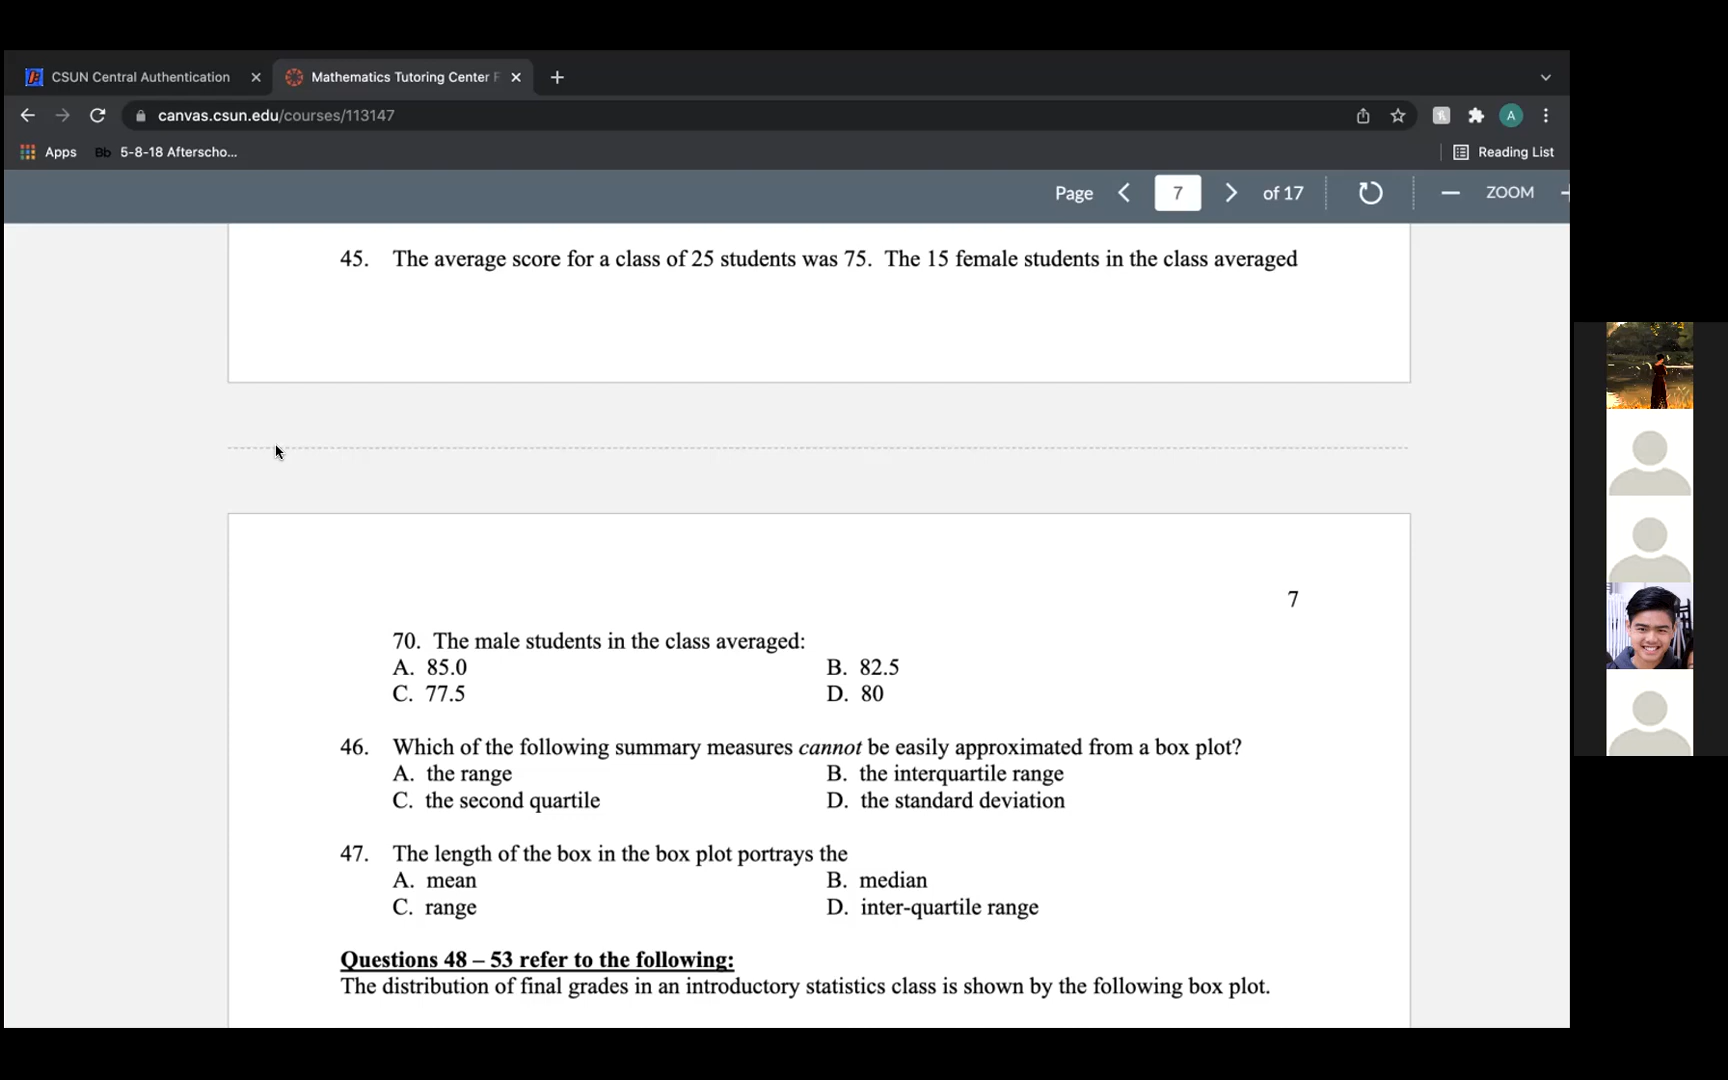 CSUN Central Authentication
Mathematics Tutoring Center F
canvas.csun.edu/courses/113147
A
Apps
Bb 5-8-18 Afterscho...
Reading List
Page 7 of 17
ZOOM
45. The average score for a class of 25 students was 75. The 15 female students in the class averaged
7
70. The male students in the class averaged:
A. 85.0 B. 82.5
C. 77.5 D. 80
46. Which of the following summary measures cannot be easily approximated from a box plot?
A. the range B. the interquartile range
C. the second quartile D. the standard deviation
47. The length of the box in the box plot portrays the
A. mean B. median
C. range D. inter-quartile range
Questions 48 – 53 refer to the following:
The distribution of final grades in an introductory statistics class is shown by the following box plot.